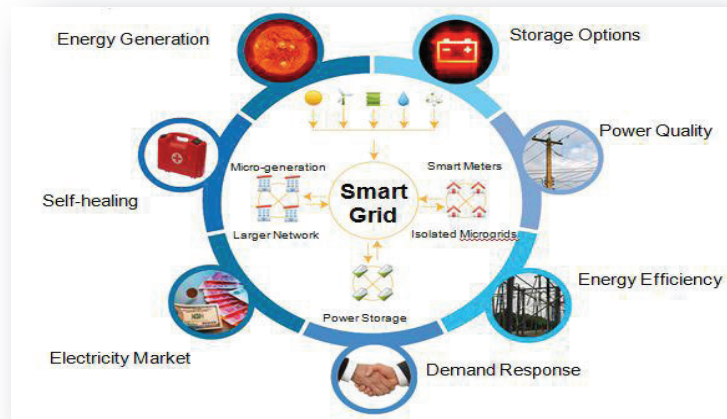 Energy Generation
Storage Options
Power Quality
Micro-generation
Smart Meters
Smart
Grid
Self-healing
Larger Network
Isolated Microgrids
Energy Efficiency
Power Storage
Electricity Market
Demand Response